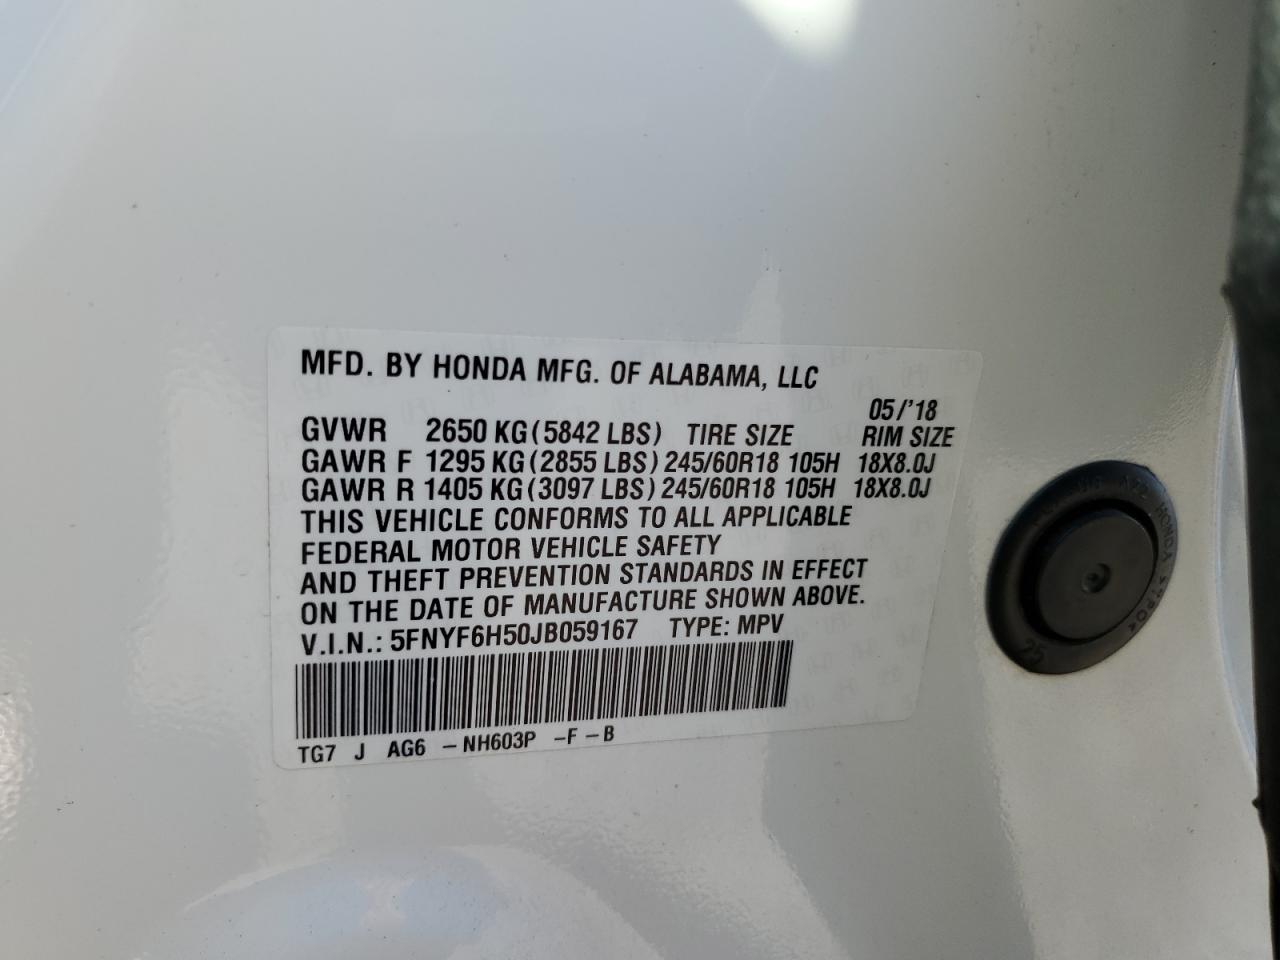 MFD. BY HONDA MFG. OF ALABAMA, LLC
05/'18
GVWR 2650 KG(5842 LBS) TIRE SIZE RIM SIZE
GAWR F 1295 KG(2855 LBS) 245/60R18 105H 18X8.0J
GAWR R 1405 KG(3097 LBS) 245/60R18 105H 18X8.0J
THIS VEHICLE CONFORMS TO ALL APPLICABLE
FEDERAL MOTOR VEHICLE SAFETY
AND THEFT PREVENTION STANDARDS IN EFFECT
ON THE DATE OF MANUFACTURE SHOWN ABOVE.
V.I.N.: 5FNYF6H50JB059167 TYPE: MPV
TG7 J AG6 -NH603P -F-B
HONDA
25